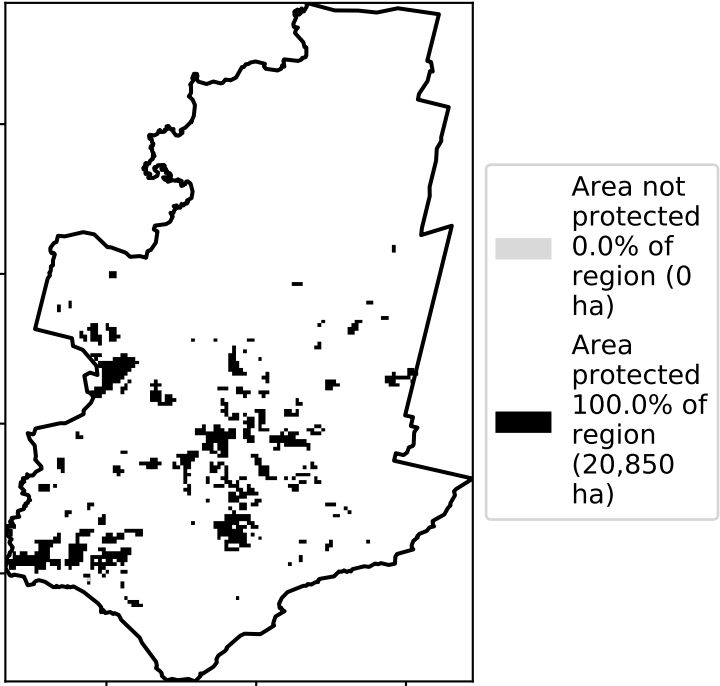 Area not
protected
0.0% of
region (0
ha)
Area
protected
100.0% of
region
(20,850
ha)